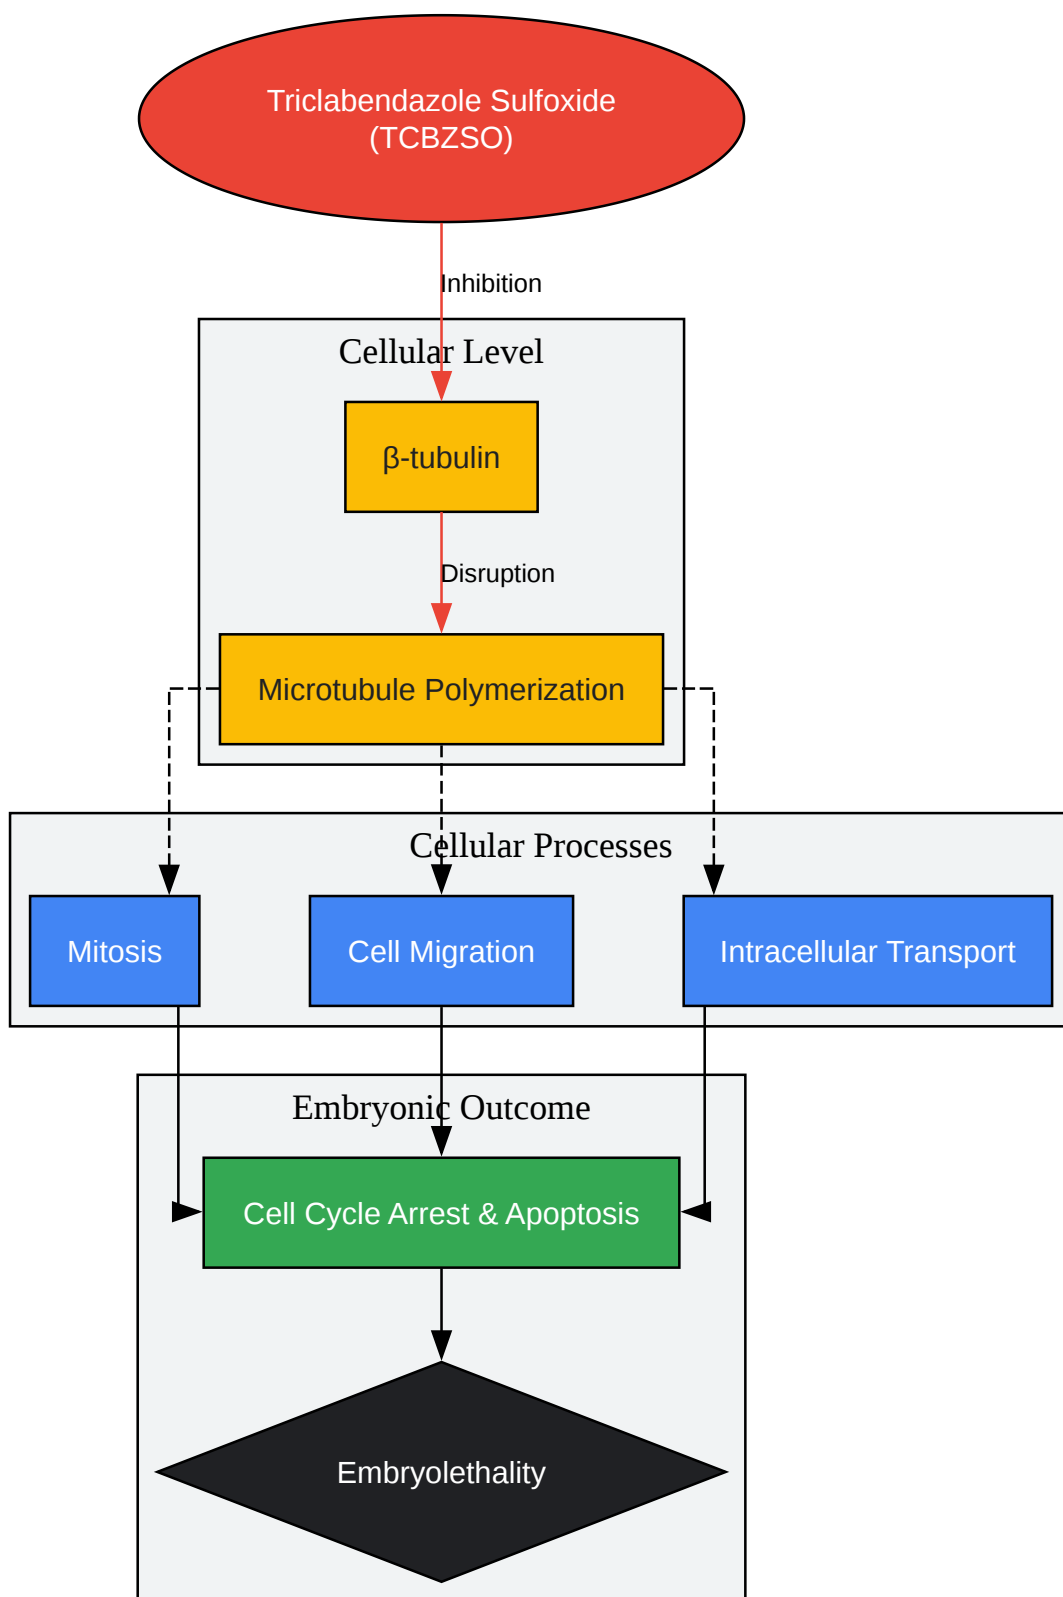 Triclabendazole Sulfoxide
(TCBZSO)
Inhibition
Cellular Level
β-tubulin
Disruption
Microtubule Polymerization
Cellular Processes
Mitosis
Cell Migration
Intracellular Transport
Embryonic Outcome
Cell Cycle Arrest & Apoptosis
Embryolethality